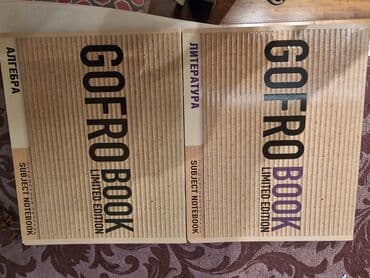 АЛГЕБРА
GOFRO BOOK
LIMITED EDITION
SUBJECT NOTEBOOK
ЛИТЕРАТУРА
GOFRO BOOK
LIMITED EDITION
SUBJECT NOTEBOOK